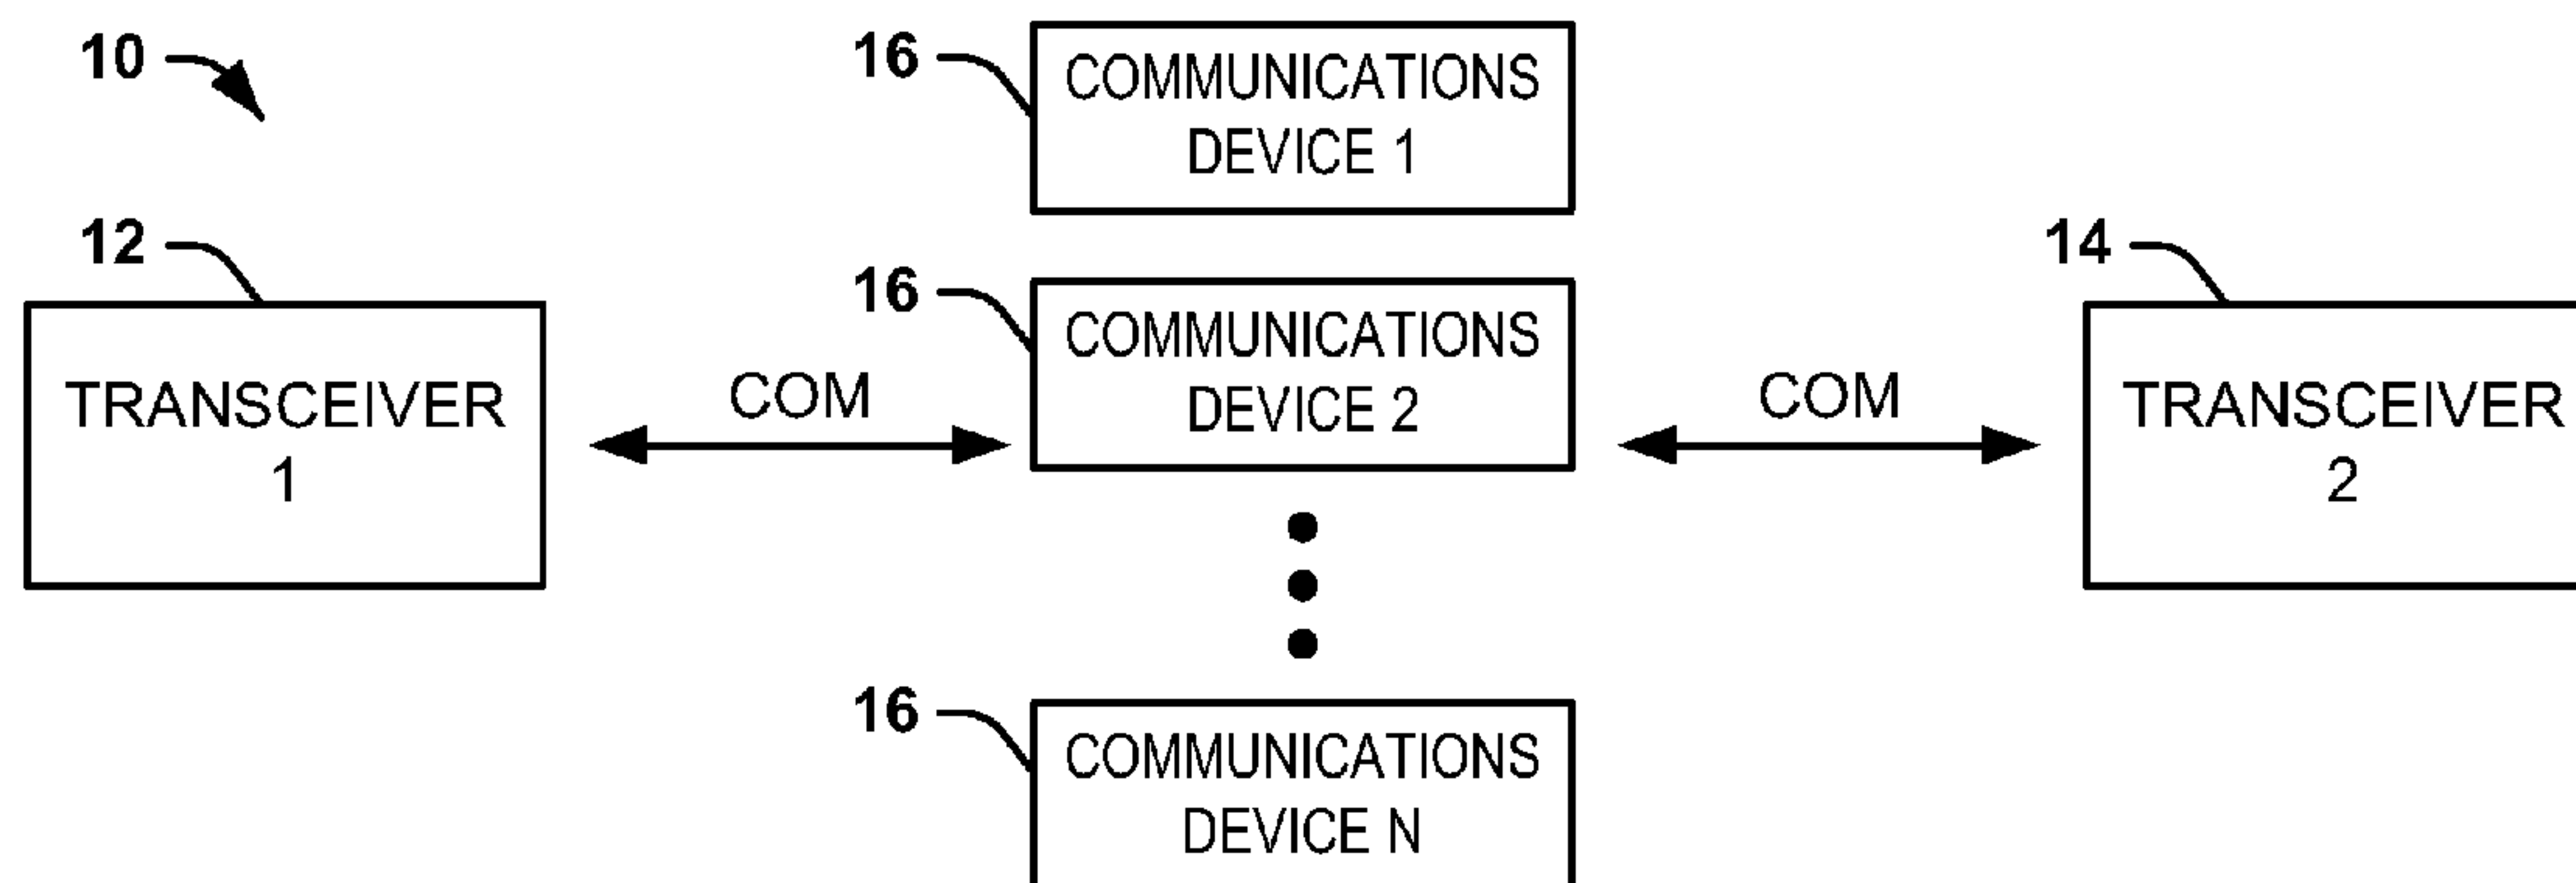 10
16
COMMUNICATIONS
DEVICE 1
12
14
16
COMMUNICATIONS
DEVICE 2
TRANSCEIVER
1
COM
COM
TRANSCEIVER
2
16
COMMUNICATIONS
DEVICE N